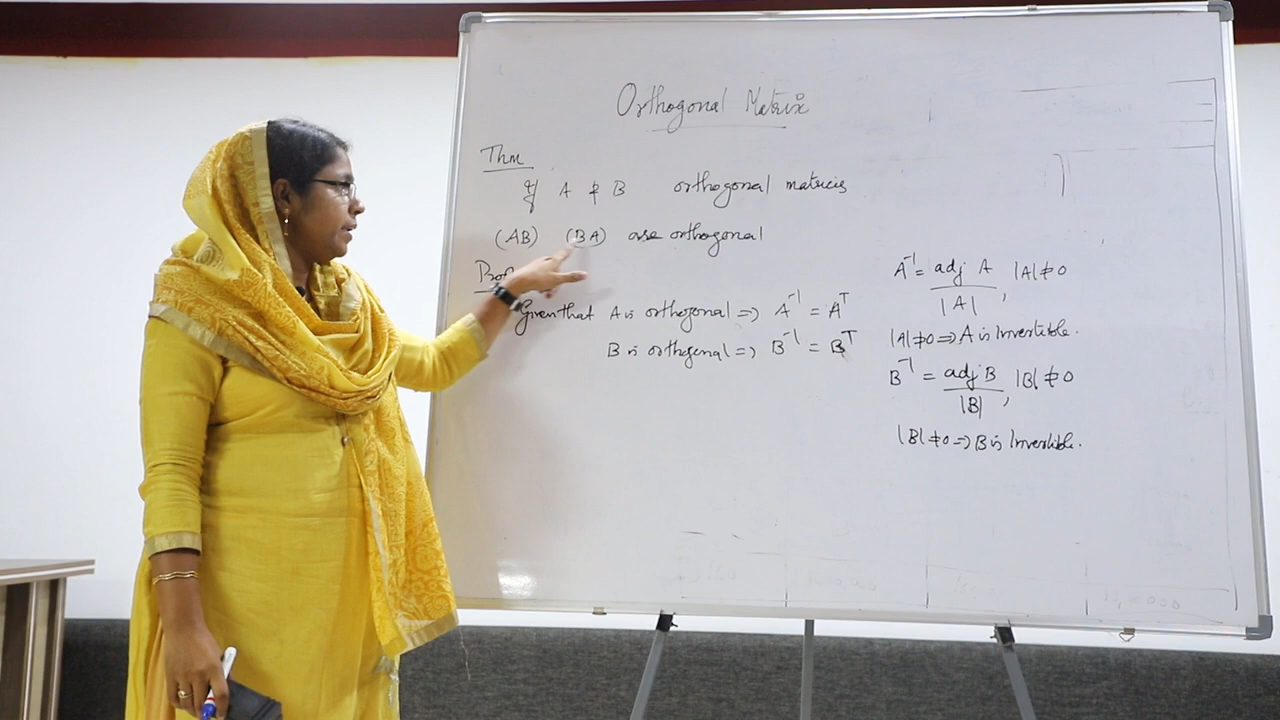 Orthogonal Matrix
Thm
If A & B orthogonal matricis
(AB) (BA) are orthogonal
Given that A is orthogonal => A⁻¹ = Aᵀ
B is orthogonal => B⁻¹ = Bᵀ
A⁻¹ = adj A / |A| , |A| ≠ 0
|A| ≠ 0 => A is Invertible.
B⁻¹ = adj B / |B| , |B| ≠ 0
|B| ≠ 0 => B is Invertible.